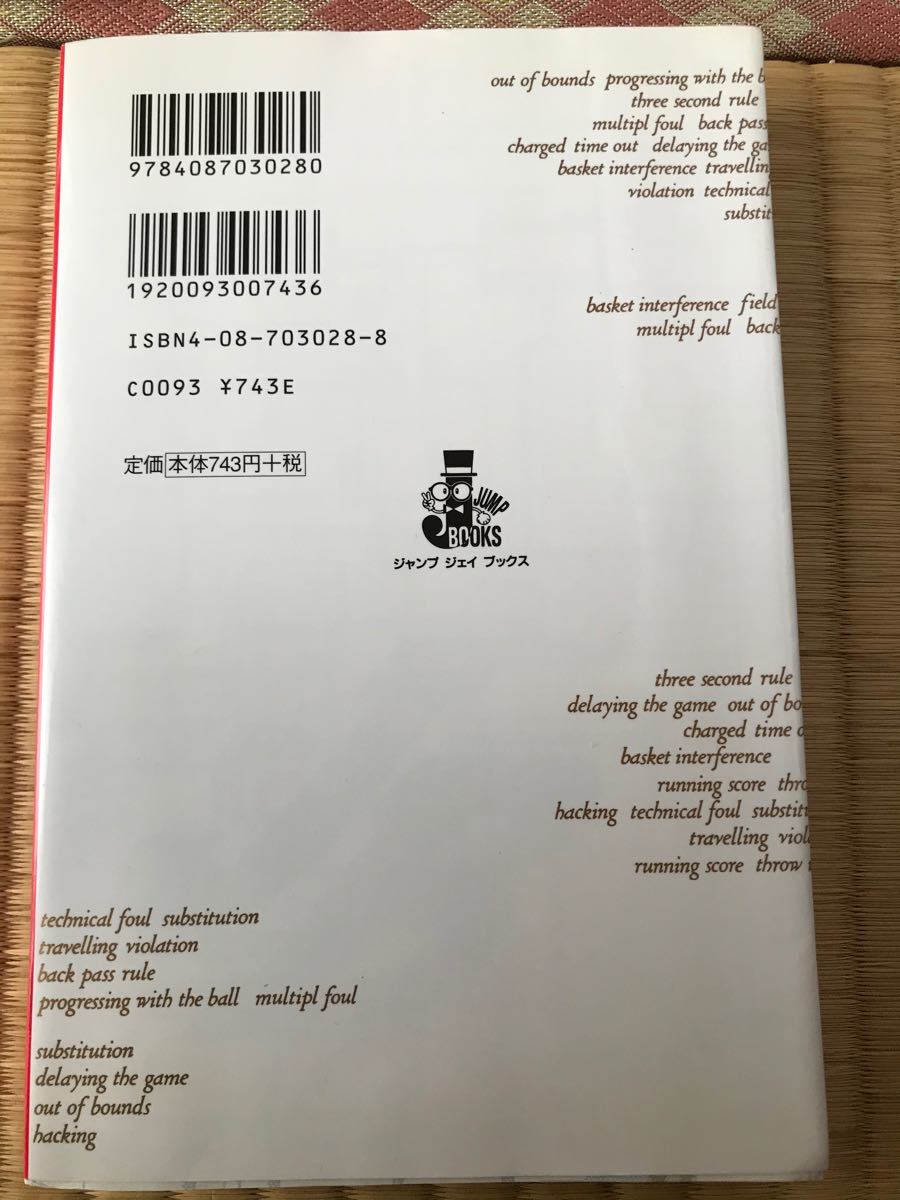 9784087030280
1920093007436
ISBN4-08-703028-8
C0093 ¥743E
定価 本体743円+税
JUMP
J BOOKS
ジャンプ ジェイ ブックス
out of bounds progressing with the b
three second rule
multipl foul back pass
charged time out delaying the ga
basket interference travellin
violation technical
substit
basket interference field
multipl foul back
three second rule
delaying the game out of bo
charged time o
basket interference
running score thro
hacking technical foul substitu
travelling viol
running score throw i
technical foul substitution
travelling violation
back pass rule
progressing with the ball multipl foul
substitution
delaying the game
out of bounds
hacking